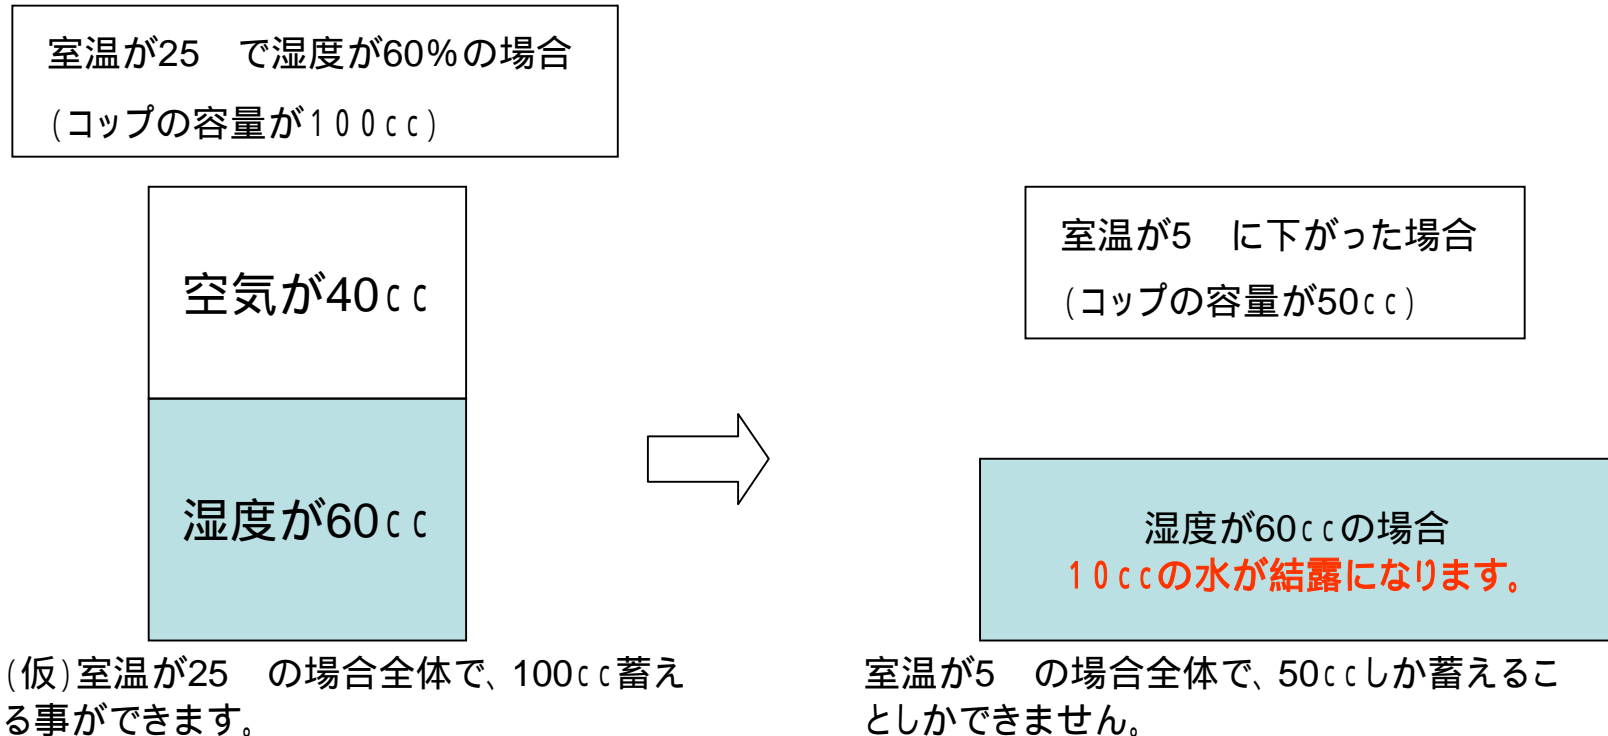 室温が25　で湿度が60％の場合
(コップの容量が１００cc)
空気が40cc
湿度が60cc
(仮)室温が25　の場合全体で、100cc蓄え
る事ができます。
室温が5　に下がった場合
(コップの容量が50cc)
湿度が60ccの場合
１０ccの水が結露になります。
室温が5　の場合全体で、50ccしか蓄えるこ
としかできません。